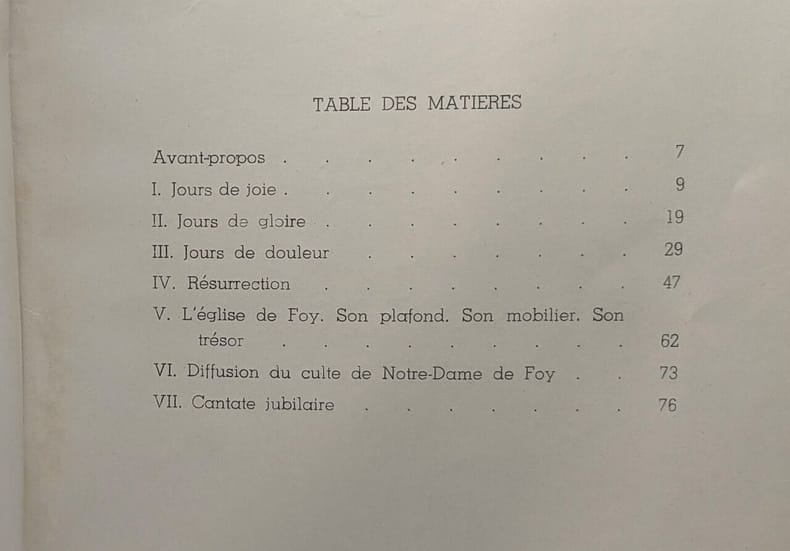 TABLE DES MATIERES
Avant-propos . . . . . . . . . 7
I. Jours de joie . . . . . . . . . 9
II. Jours de gloire . . . . . . . . 19
III. Jours de douleur . . . . . . . 29
IV. Résurrection . . . . . . . . 47
V. L'église de Foy. Son plafond. Son mobilier. Son
trésor . . . . . . . . . 62
VI. Diffusion du culte de Notre-Dame de Foy . . 73
VII. Cantate jubilaire . . . . . . . 76